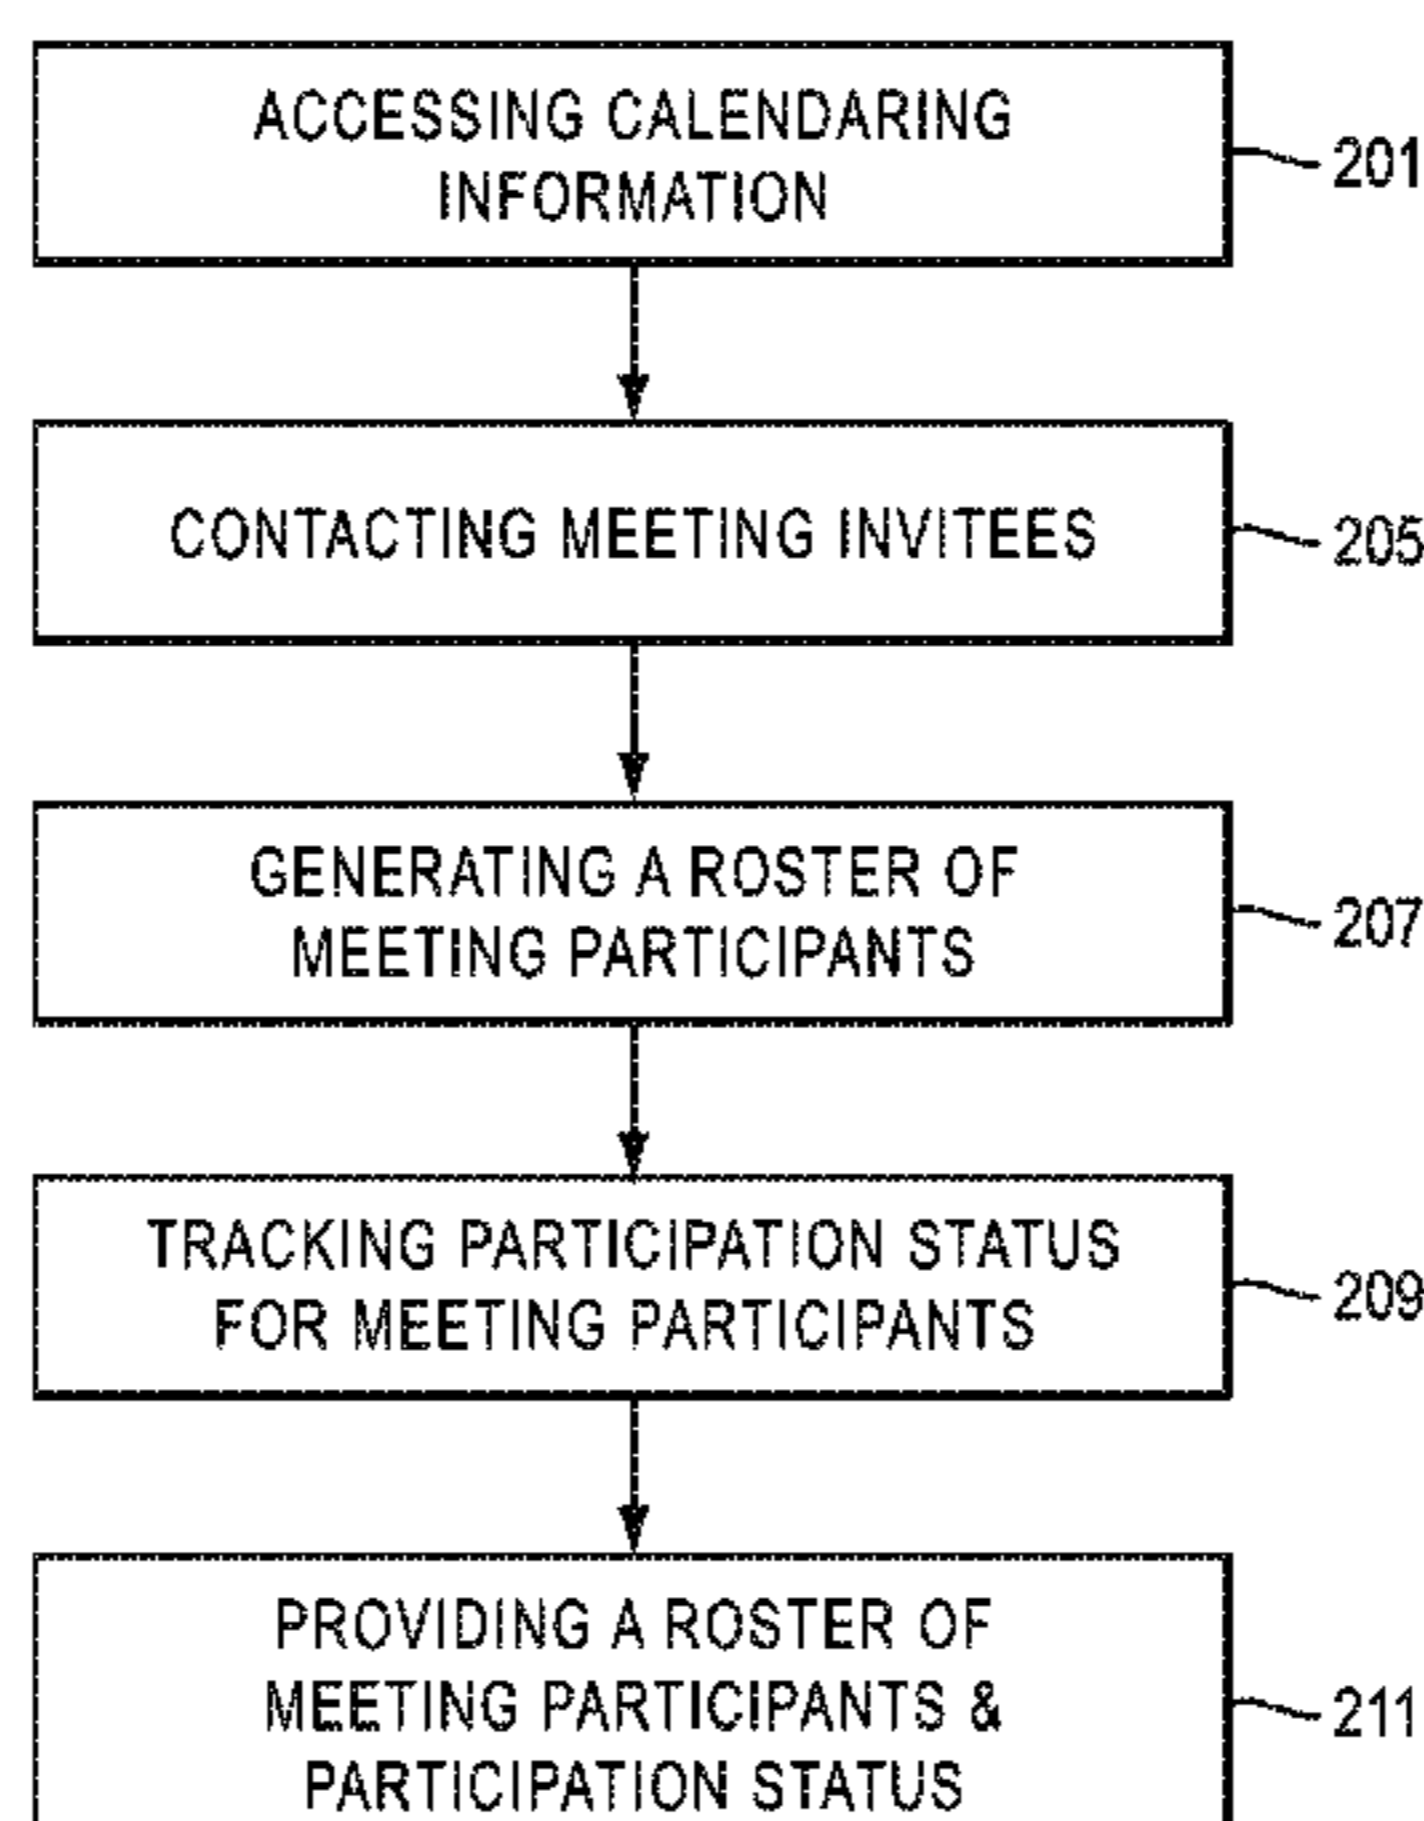 ACCESSING CALENDARING
INFORMATION
201
CONTACTING MEETING INVITEES
205
GENERATING A ROSTER OF
MEETING PARTICIPANTS
207
TRACKING PARTICIPATION STATUS
FOR MEETING PARTICIPANTS
209
PROVIDING A ROSTER OF
MEETING PARTICIPANTS &
PARTICIPATION STATUS
211